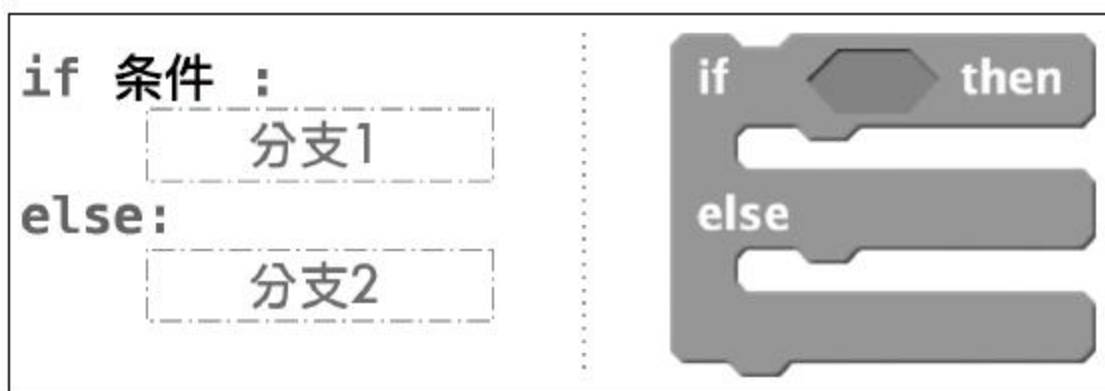 if 条件 :
分支1
else:
分支2
if then
else